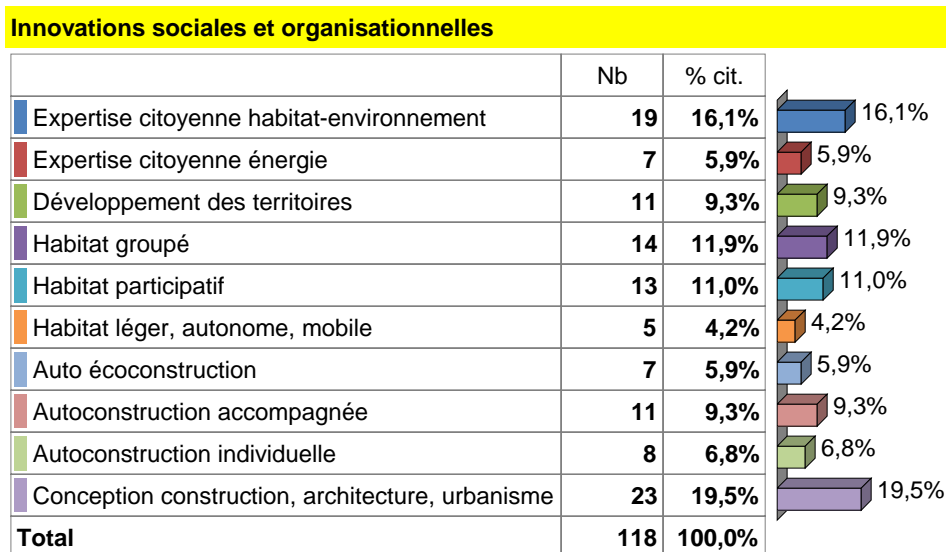 Innovations sociales et organisationnelles
Nb % cit.
Expertise citoyenne habitat-environnement 19 16,1% 16,1%
Expertise citoyenne énergie 7 5,9% 5,9%
Développement des territoires 11 9,3% 9,3%
Habitat groupé 14 11,9% 11,9%
Habitat participatif 13 11,0% 11,0%
Habitat léger, autonome, mobile 5 4,2% 4,2%
Auto écoconstruction 7 5,9% 5,9%
Autoconstruction accompagnée 11 9,3% 9,3%
Autoconstruction individuelle 8 6,8% 6,8%
Conception construction, architecture, urbanisme 23 19,5% 19,5%
Total 118 100,0%